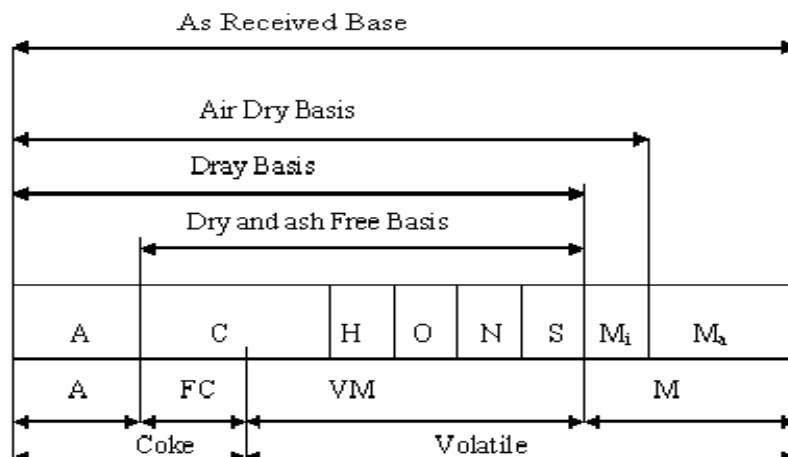 As Received Base
Air Dry Basis
Dray Basis
Dry and ash Free Basis
A C H O N S Mi Ma
A FC VM M
Coke Volatile